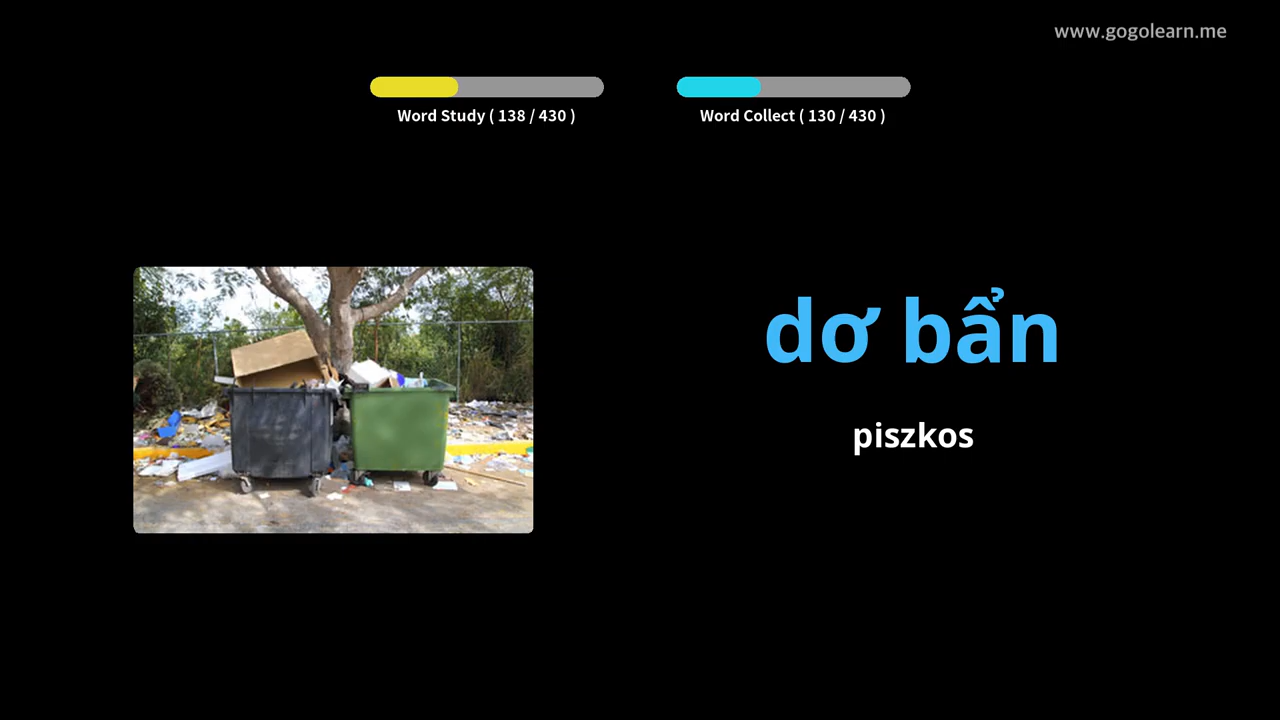 www.gogolearn.me
Word Study ( 138 / 430 )
Word Collect ( 130 / 430 )
dơ bẩn
piszkos